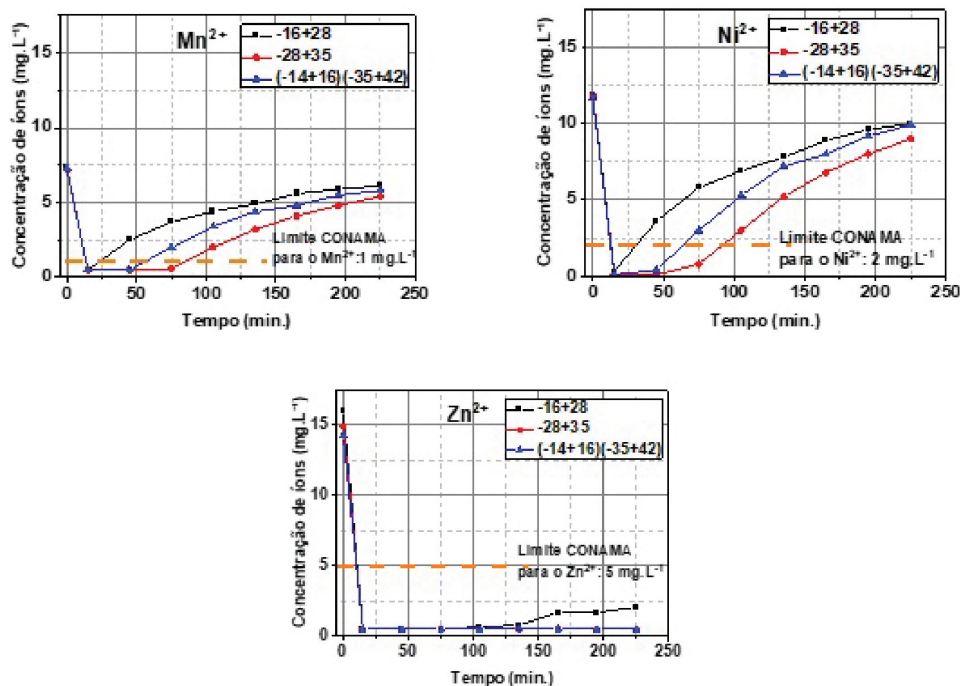 Mn²⁺
-16+28
-28+35
(-14+16)(-35+42)
Concentração de íons (mg.L⁻¹)
15
10
5
0
Limite CONAMA
para o Mn²⁺:1 mg.L⁻¹
0 50 100 150 200 250
Tempo (min.)
Ni²⁺
-16+28
-28+35
(-14+16)(-35+42)
Concentração de íons (mg.L⁻¹)
15
10
5
0
Limite CONAMA
para o Ni²⁺: 2 mg.L⁻¹
0 50 100 150 200 250
Tempo (min.)
Zn²⁺
-16+28
-28+35
(-14+16)(-35+42)
Concentração de íons (mg.L⁻¹)
15
10
5
0
Limite CONAMA
para o Zn²⁺: 5 mg.L⁻¹
0 50 100 150 200 250
Tempo (min.)